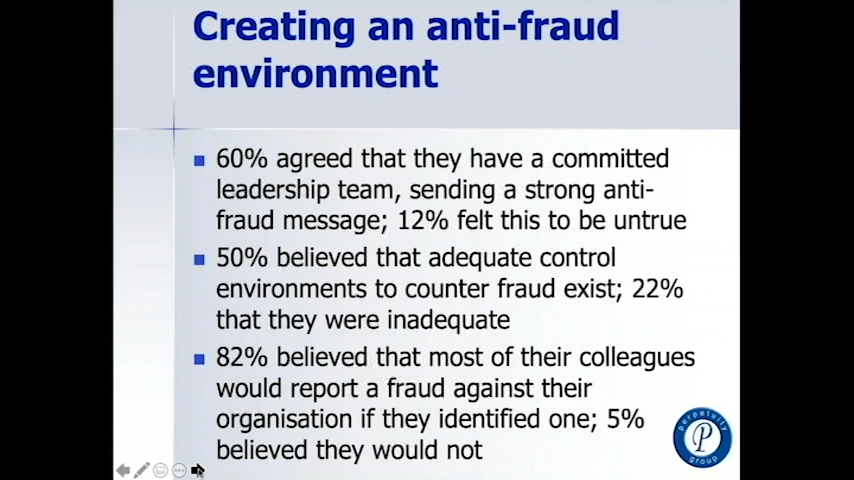 Creating an anti-fraud
environment
60% agreed that they have a committed
leadership team, sending a strong anti-
fraud message; 12% felt this to be untrue
50% believed that adequate control
environments to counter fraud exist; 22%
that they were inadequate
82% believed that most of their colleagues
would report a fraud against their
organisation if they identified one; 5%
believed they would not
perpetuity
P
group